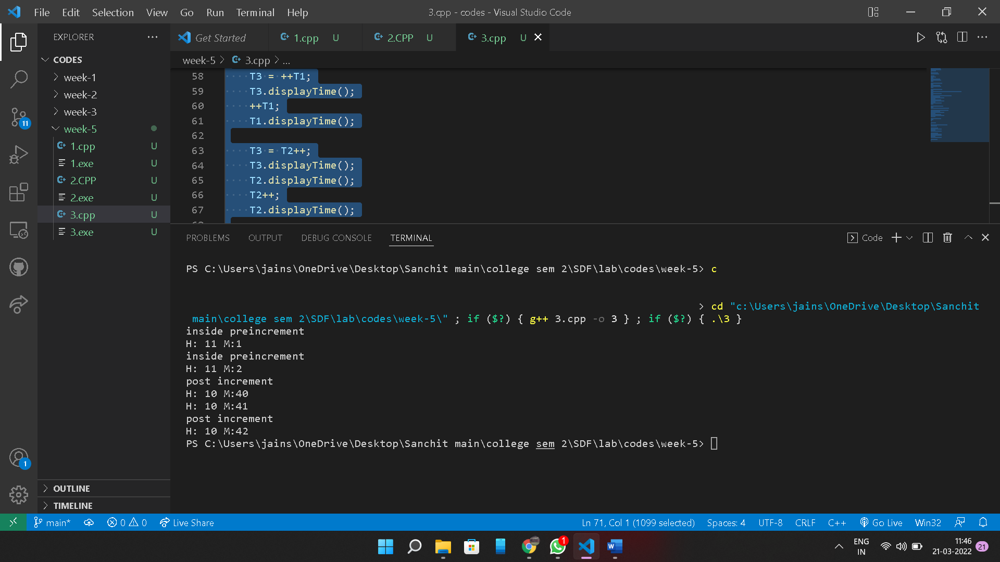 File Edit Selection View Go Run Terminal Help
3.cpp - codes - Visual Studio Code
EXPLORER
CODES
week-1
week-2
week-3
week-5
1.cpp U
1.exe U
2.CPP U
2.exe U
3.cpp U
3.exe U
OUTLINE
TIMELINE
11
1
Get Started
1.cpp U
2.CPP U
3.cpp U
week-5 > 3.cpp > ...
58 T3 = ++T1;
59 T3.displayTime();
60 ++T1;
61 T1.displayTime();
62
63 T3 = T2++;
64 T3.displayTime();
65 T2.displayTime();
66 T2++;
67 T2.displayTime();
PROBLEMS OUTPUT DEBUG CONSOLE TERMINAL
Code
PS C:\Users\jains\OneDrive\Desktop\Sanchit main\college sem 2\SDF\lab\codes\week-5> c
> cd "c:\Users\jains\OneDrive\Desktop\Sanchit
main\college sem 2\SDF\lab\codes\week-5\" ; if ($?) { g++ 3.cpp -o 3 } ; if ($?) { .\3 }
inside preincrement
H: 11 M:1
inside preincrement
H: 11 M:2
post increment
H: 10 M:40
H: 10 M:41
post increment
H: 10 M:42
PS C:\Users\jains\OneDrive\Desktop\Sanchit main\college sem 2\SDF\lab\codes\week-5>
main* 0 0 Live Share
Ln 71, Col 1 (1099 selected) Spaces: 4 UTF-8 CRLF C++ Go Live Win32
1
W
ENG
IN
11:46
21-03-2022
21